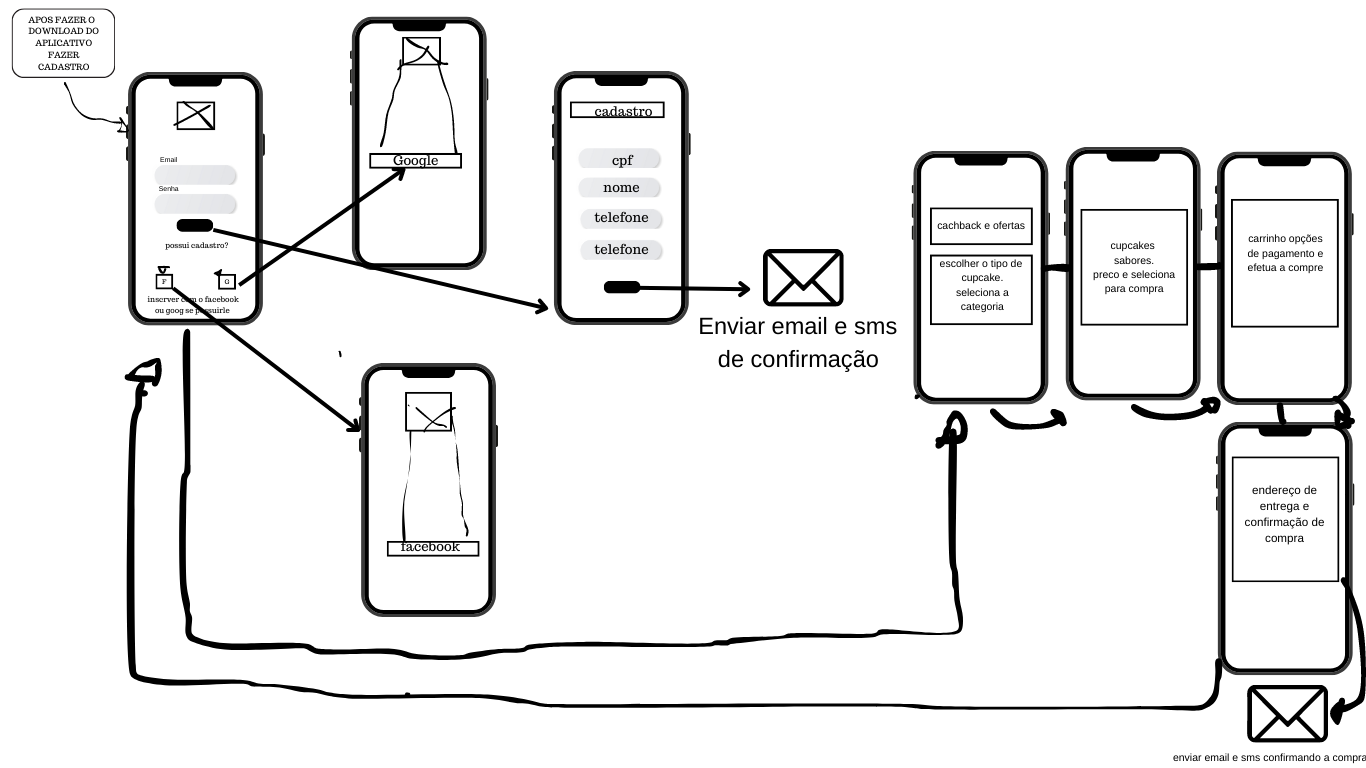 APOS FAZER O
DOWNLOAD DO
APLICATIVO
FAZER
CADASTRO
Email
Senha
possui cadastro?
F
G
inscrver com o facebook
ou goog se possuirle
Google
facebook
cadastro
cpf
nome
telefone
telefone
Enviar email e sms
de confirmação
cachback e ofertas
escolher o tipo de
cupcake.
seleciona a
categoria
cupcakes
sabores.
preco e seleciona
para compra
carrinho opções
de pagamento e
efetua a compre
endereço de
entrega e
confirmação de
compra
enviar email e sms confirmando a compra